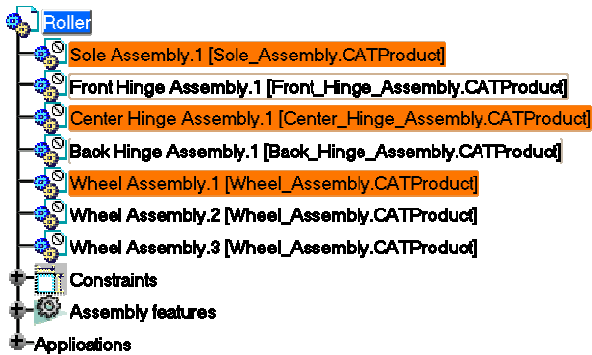 Roller
Sole Assembly.1 [Sole_Assembly.CATProduct]
Front Hinge Assembly.1 [Front_Hinge_Assembly.CATProduct]
Center Hinge Assembly.1 [Center_Hinge_Assembly.CATProduct]
Back Hinge Assembly.1 [Back_Hinge_Assembly.CATProduct]
Wheel Assembly.1 [Wheel_Assembly.CATProduct]
Wheel Assembly.2 [Wheel_Assembly.CATProduct]
Wheel Assembly.3 [Wheel_Assembly.CATProduct]
Constraints
Assembly features
Applications